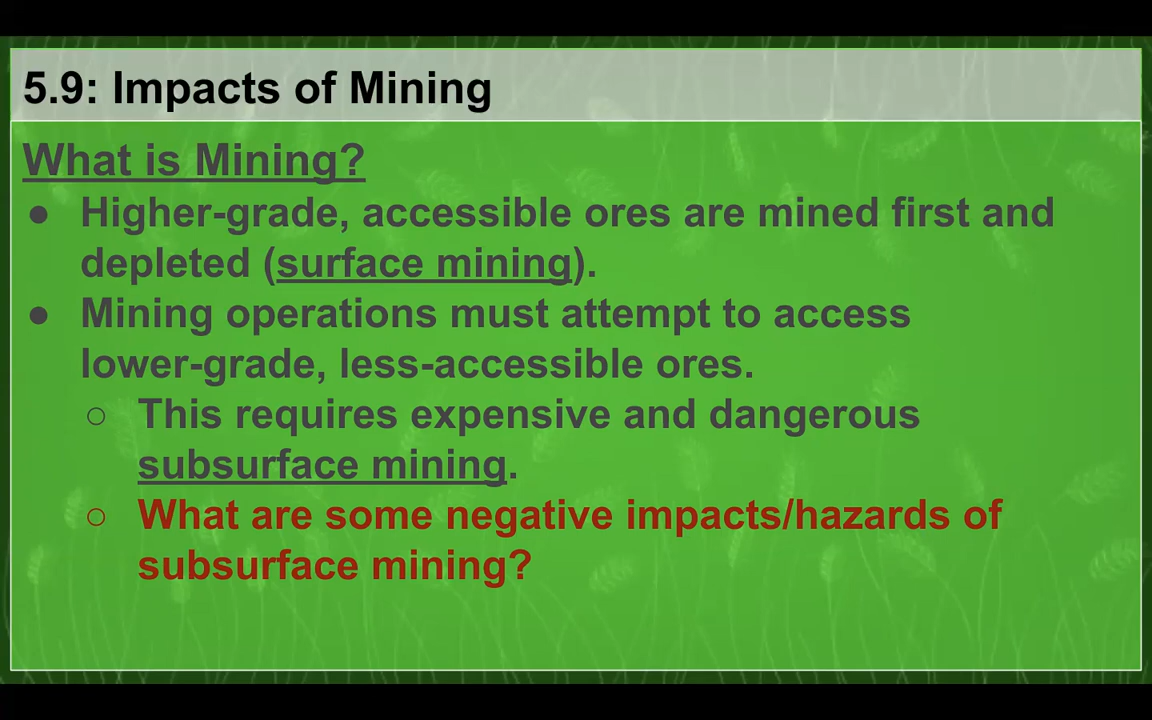 5.9: Impacts of Mining
What is Mining?
● Higher-grade, accessible ores are mined first and
depleted (surface mining).
● Mining operations must attempt to access
lower-grade, less-accessible ores.
○ This requires expensive and dangerous
subsurface mining.
○ What are some negative impacts/hazards of
subsurface mining?